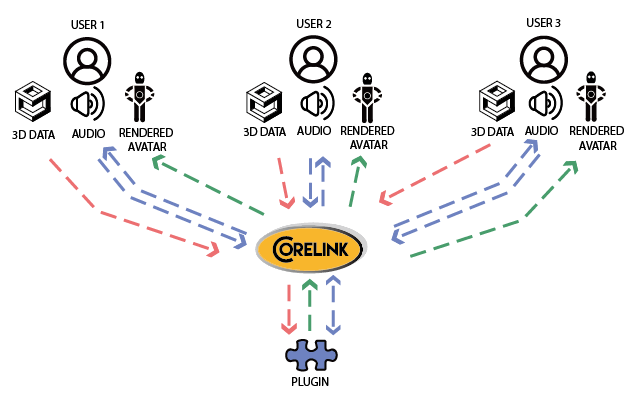 USER 1
USER 2
USER 3
3D DATA
AUDIO
RENDERED
AVATAR
3D DATA
AUDIO
RENDERED
AVATAR
3D DATA
AUDIO
RENDERED
AVATAR
CORELINK
PLUGIN